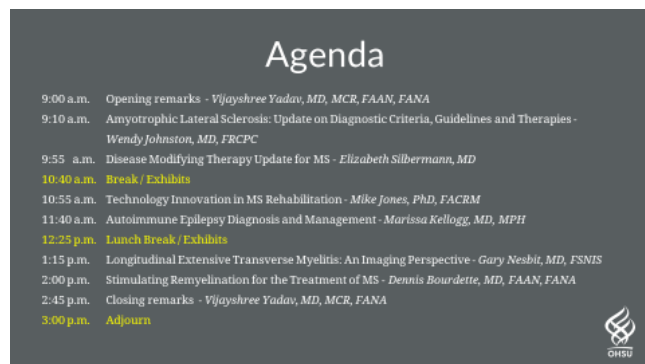 Agenda
9:00 a.m. Opening remarks - Vijayshree Yadav, MD, MCR, FAAN, FANA
9:10 a.m. Amyotrophic Lateral Sclerosis: Update on Diagnostic Criteria, Guidelines and Therapies -
Wendy Johnston, MD, FRCPC
9:55 a.m. Disease Modifying Therapy Update for MS - Elizabeth Silbermann, MD
10:40 a.m. Break / Exhibits
10:55 a.m. Technology Innovation in MS Rehabilitation - Mike Jones, PhD, FACRM
11:40 a.m. Autoimmune Epilepsy Diagnosis and Management - Marissa Kellogg, MD, MPH
12:25 p.m. Lunch Break / Exhibits
1:15 p.m. Longitudinal Extensive Transverse Myelitis: An Imaging Perspective - Gary Nesbit, MD, FSNIS
2:00 p.m. Stimulating Remyelination for the Treatment of MS - Dennis Bourdette, MD, FAAN, FANA
2:45 p.m. Closing remarks - Vijayshree Yadav, MD, MCR, FANA
3:00 p.m. Adjourn
OHSU